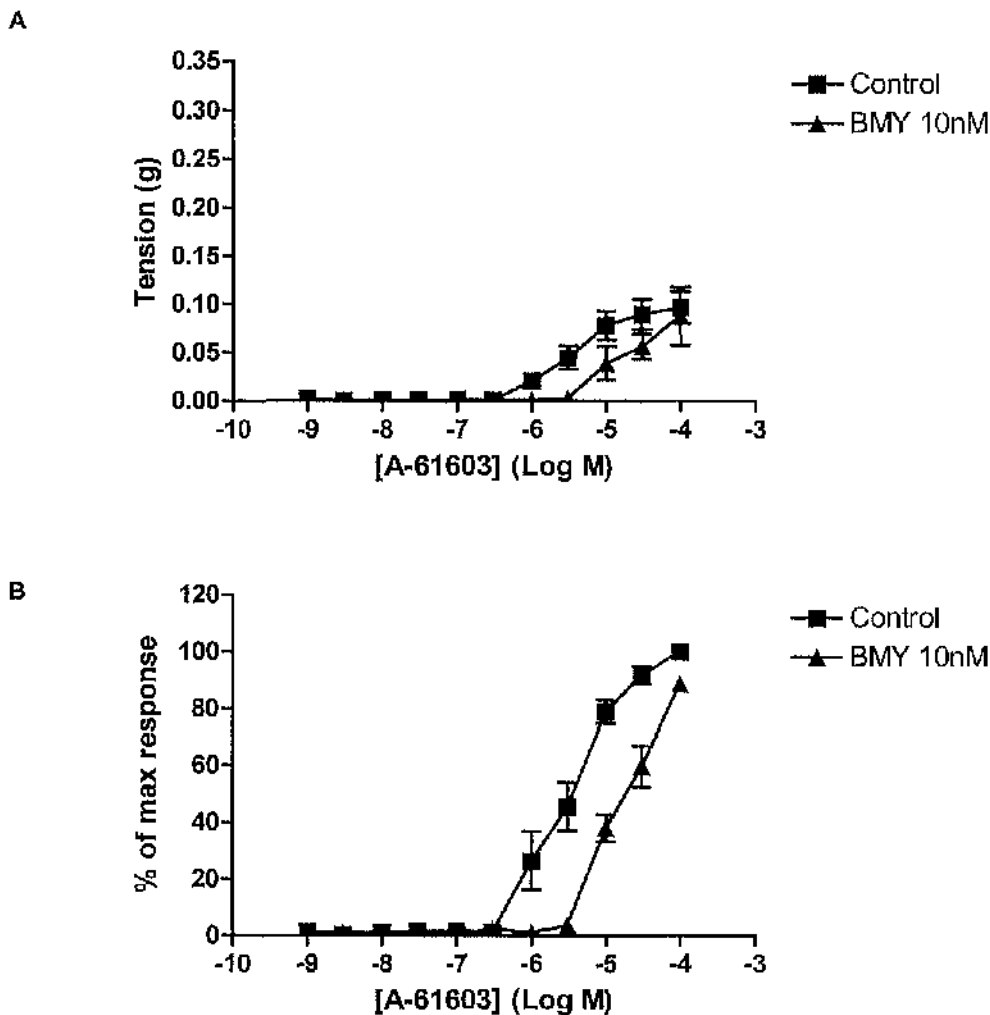 A
0.35
0.30
0.25
0.20
0.15
0.10
0.05
0.00
Tension (g)
-10 -9 -8 -7 -6 -5 -4 -3
[A-61603] (Log M)
Control
BMY 10nM
B
120
100
80
60
40
20
0
% of max response
-10 -9 -8 -7 -6 -5 -4 -3
[A-61603] (Log M)
Control
BMY 10nM